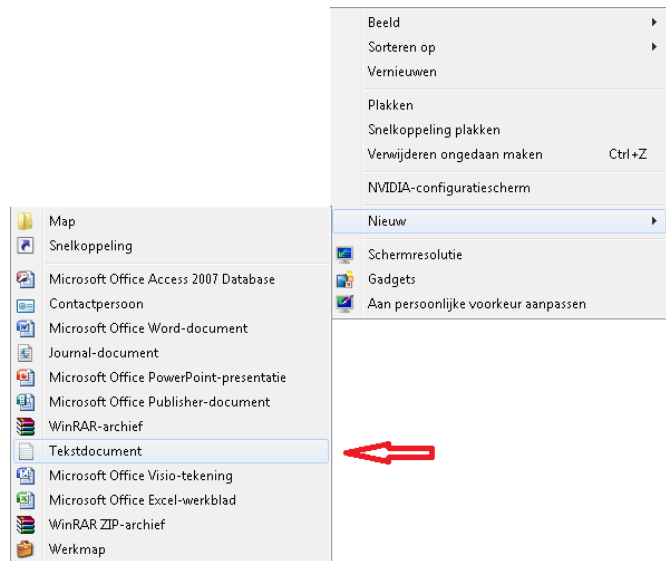 Beeld
Sorteren op
Vernieuwen
Plakken
Snelkoppeling plakken
Verwijderen ongedaan maken Ctrl+Z
NVIDIA-configuratiescherm
Nieuw
Schermresolutie
Gadgets
Aan persoonlijke voorkeur aanpassen
Map
Snelkoppeling
Microsoft Office Access 2007 Database
Contactpersoon
Microsoft Office Word-document
Journal-document
Microsoft Office PowerPoint-presentatie
Microsoft Office Publisher-document
WinRAR-archief
Tekstdocument
Microsoft Office Visio-tekening
Microsoft Office Excel-werkblad
WinRAR ZIP-archief
Werkmap